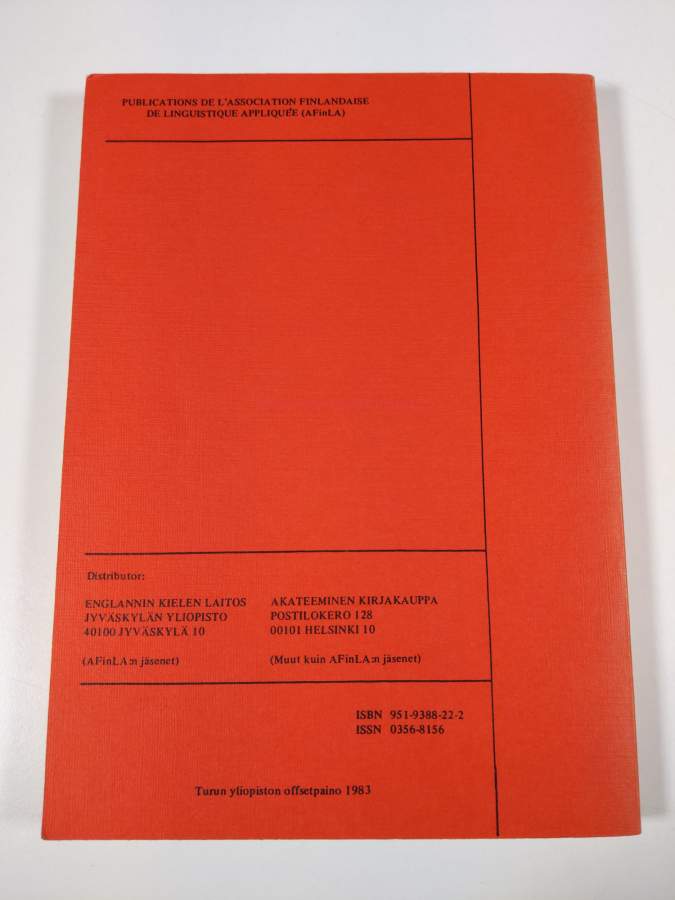 PUBLICATIONS DE L'ASSOCIATION FINLANDAISE
DE LINGUISTIQUE APPLIQUÉE (AFinLA)
Distributor:
ENGLANNIN KIELEN LAITOS
JYVÄSKYLÄN YLIOPISTO
40100 JYVÄSKYLÄ 10
(AFinLA:n jäsenet)
AKATEEMINEN KIRJAKAUPPA
POSTILOKERO 128
00101 HELSINKI 10
(Muut kuin AFinLA:n jäsenet)
ISBN 951-9388-22-2
ISSN 0356-8156
Turun yliopiston offsetpaino 1983